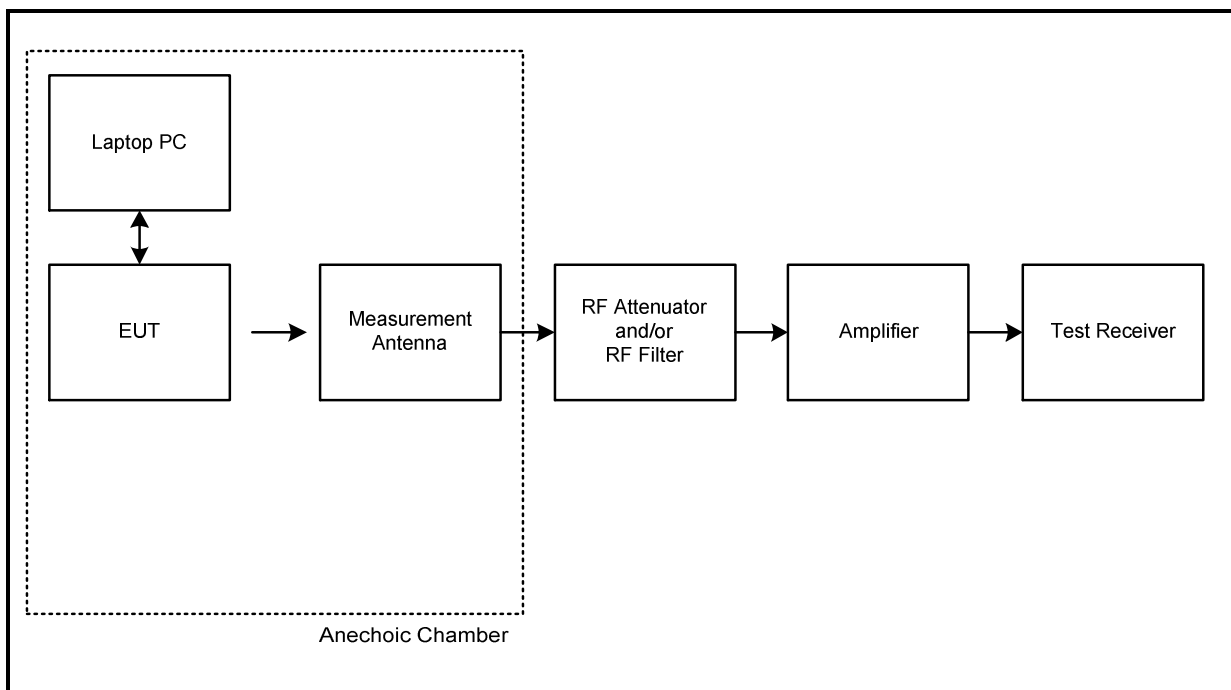 Laptop PC
EUT
Measurement
Antenna
RF Attenuator
and/or
RF Filter
Amplifier
Test Receiver
Anechoic Chamber